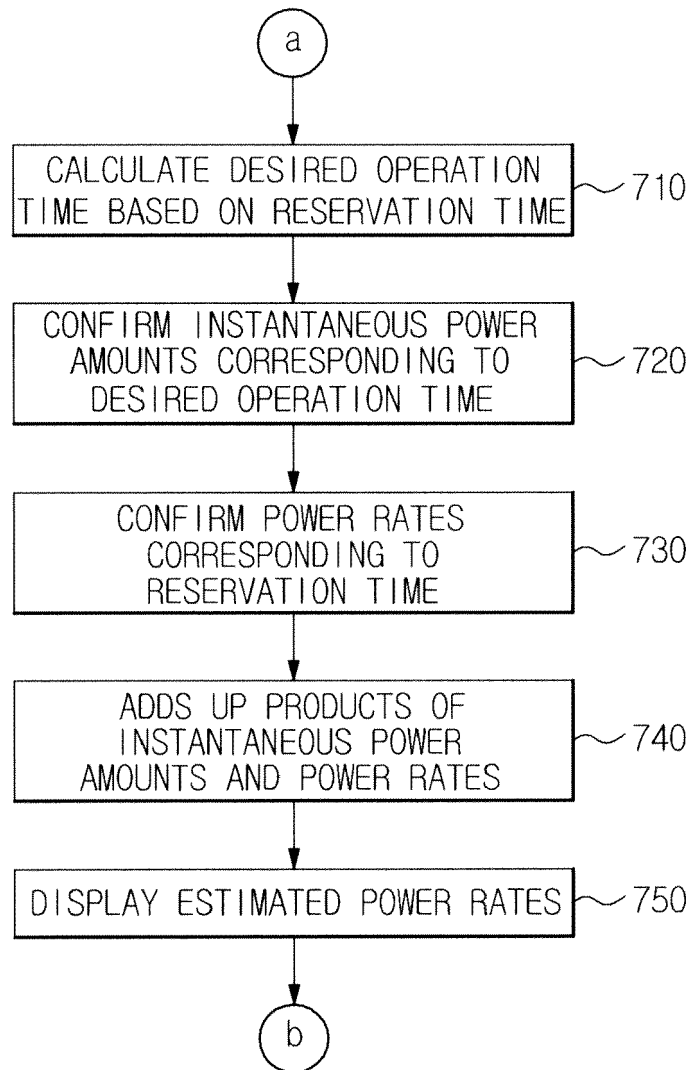 a
CALCULATE DESIRED OPERATION
TIME BASED ON RESERVATION TIME
710
CONFIRM INSTANTANEOUS POWER
AMOUNTS CORRESPONDING TO
DESIRED OPERATION TIME
720
CONFIRM POWER RATES
CORRESPONDING TO
RESERVATION TIME
730
ADDS UP PRODUCTS OF
INSTANTANEOUS POWER
AMOUNTS AND POWER RATES
740
DISPLAY ESTIMATED POWER RATES
750
b